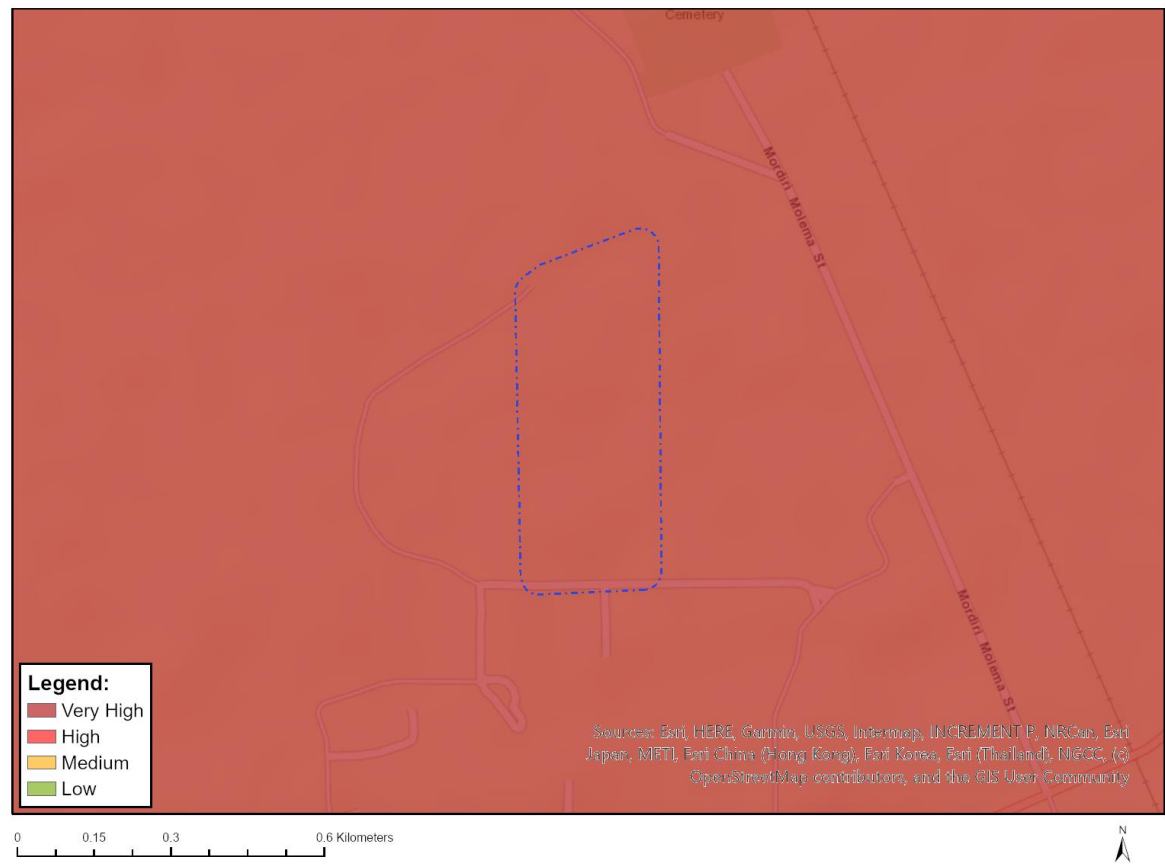 Cemetery
Mordiri Molema St
Mordiri Molema St
Legend:
Very High
High
Medium
Low
Sources: Esri, HERE, Garmin, USGS, Intermap, INCREMENT P, NRCan, Esri
Japan, METI, Esri China (Hong Kong), Esri Korea, Esri (Thailand), NGCC, (c)
OpenStreetMap contributors, and the GIS User Community
0 0.15 0.3 0.6 Kilometers
N